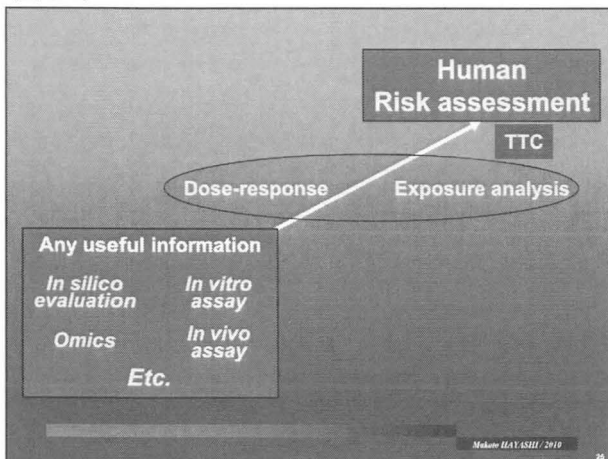 Human
Risk assessment
TTC
Dose-response Exposure analysis
Any useful information
In silico In vitro
evaluation assay
Omics In vivo
assay
Etc.
Makoto HAYASHI / 2010
26